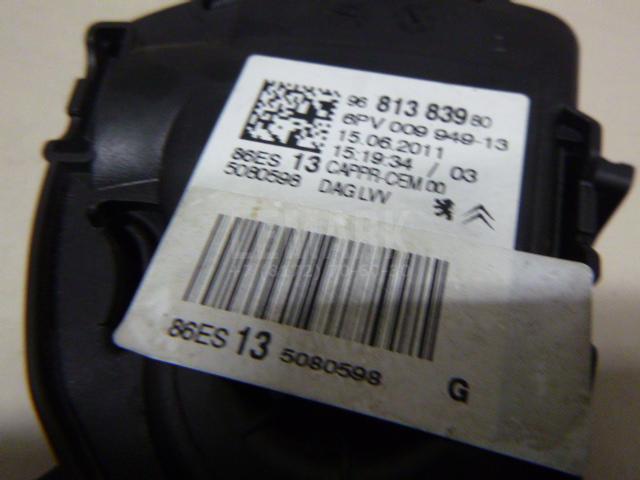 96 813 839 80
6PV 009 949-13
15.06.2011
15:19:34 / 03
86ES 13 CAPPR-CEM 00
5080598 DAG LVV
86ES 13 5080598 G